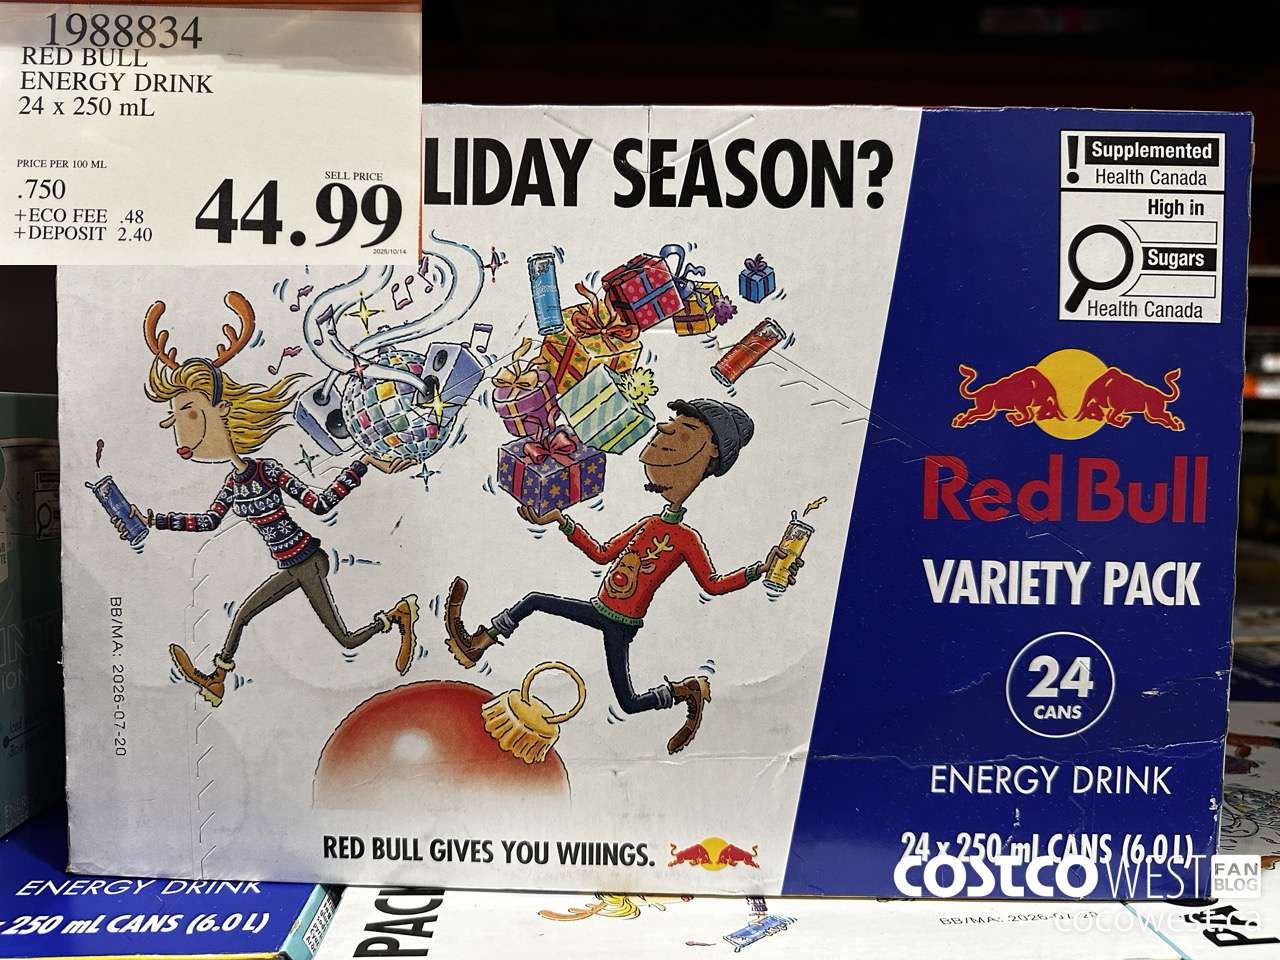 1988834
RED BULL
ENERGY DRINK
24 x 250 mL
PRICE PER 100 ML
.750
+ECO FEE .48
+DEPOSIT 2.40
SELL PRICE
44.99
2025/10/14
LIDAY SEASON?
Supplemented
Health Canada
High in
Sugars
Health Canada
Red Bull
VARIETY PACK
24
CANS
ENERGY DRINK
24 x 250 mL CANS (6.0 L)
BB/MA: 2026-07-20
RED BULL GIVES YOU WIIINGS.
COSTCO WEST FAN BLOG
cocowest.ca
ENERGY DRINK
250 mL CANS (6.0 L)
PAC